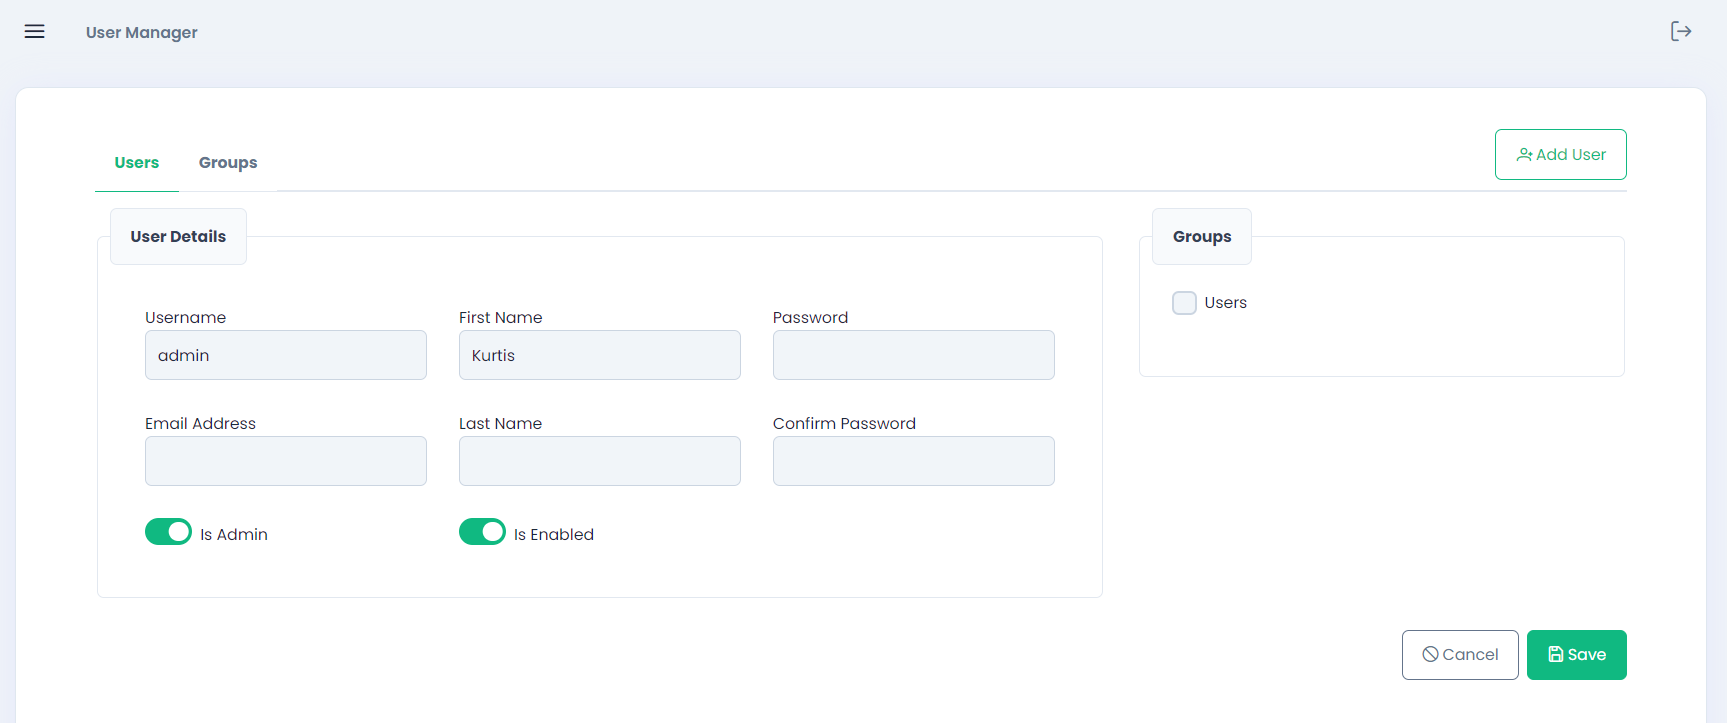 User Manager
Users Groups
Add User
User Details
Groups
Username First Name Password
Users
admin Kurtis
Email Address Last Name Confirm Password
Is Admin Is Enabled
Cancel Save